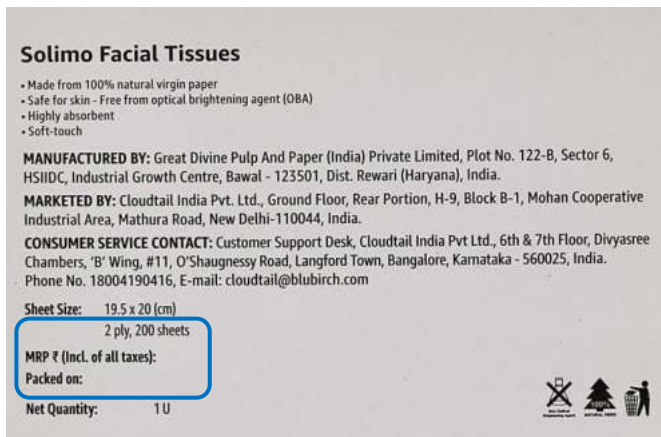 Solimo Facial Tissues
• Made from 100% natural virgin paper
• Safe for skin - Free from optical brightening agent (OBA)
• Highly absorbent
• Soft-touch
MANUFACTURED BY: Great Divine Pulp And Paper (India) Private Limited, Plot No. 122-B, Sector 6,
HSIIDC, Industrial Growth Centre, Bawal - 123501, Dist. Rewari (Haryana), India.
MARKETED BY: Cloudtail India Pvt. Ltd., Ground Floor, Rear Portion, H-9, Block B-1, Mohan Cooperative
Industrial Area, Mathura Road, New Delhi-110044, India.
CONSUMER SERVICE CONTACT: Customer Support Desk, Cloudtail India Pvt Ltd., 6th & 7th Floor, Divyasree
Chambers, 'B' Wing, #11, O'Shaugnessy Road, Langford Town, Bangalore, Karnataka - 560025, India.
Phone No. 18004190416, E-mail: cloudtail@blubirch.com
Sheet Size: 19.5 x 20 (cm)
2 ply, 200 sheets
MRP ₹ (Incl. of all taxes):
Packed on:
Net Quantity: 1 U
100%
NATURAL FIBRE